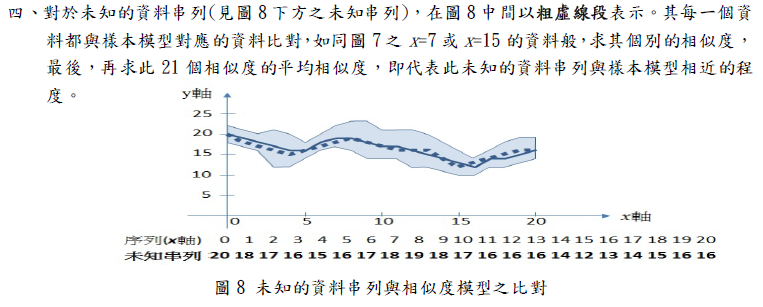 四、對於未知的資料串列(見圖8下方之未知串列)，在圖8中間以粗虛線段表示。其每一個資
料都與樣本模型對應的資料比對，如同圖7之 x=7 或 x=15 的資料般，求其個別的相似度，
最後，再求此 21 個相似度的平均相似度，即代表此未知的資料串列與樣本模型相近的程
度。
y軸
25
20
15
10
5
0 5 10 15 20 x軸
序列(x軸) 0 1 2 3 4 5 6 7 8 9 10 11 12 13 14 15 16 17 18 19 20
未知串列 20 18 17 16 15 16 17 18 19 18 17 16 16 16 14 12 13 14 15 16 16
圖 8 未知的資料串列與相似度模型之比對